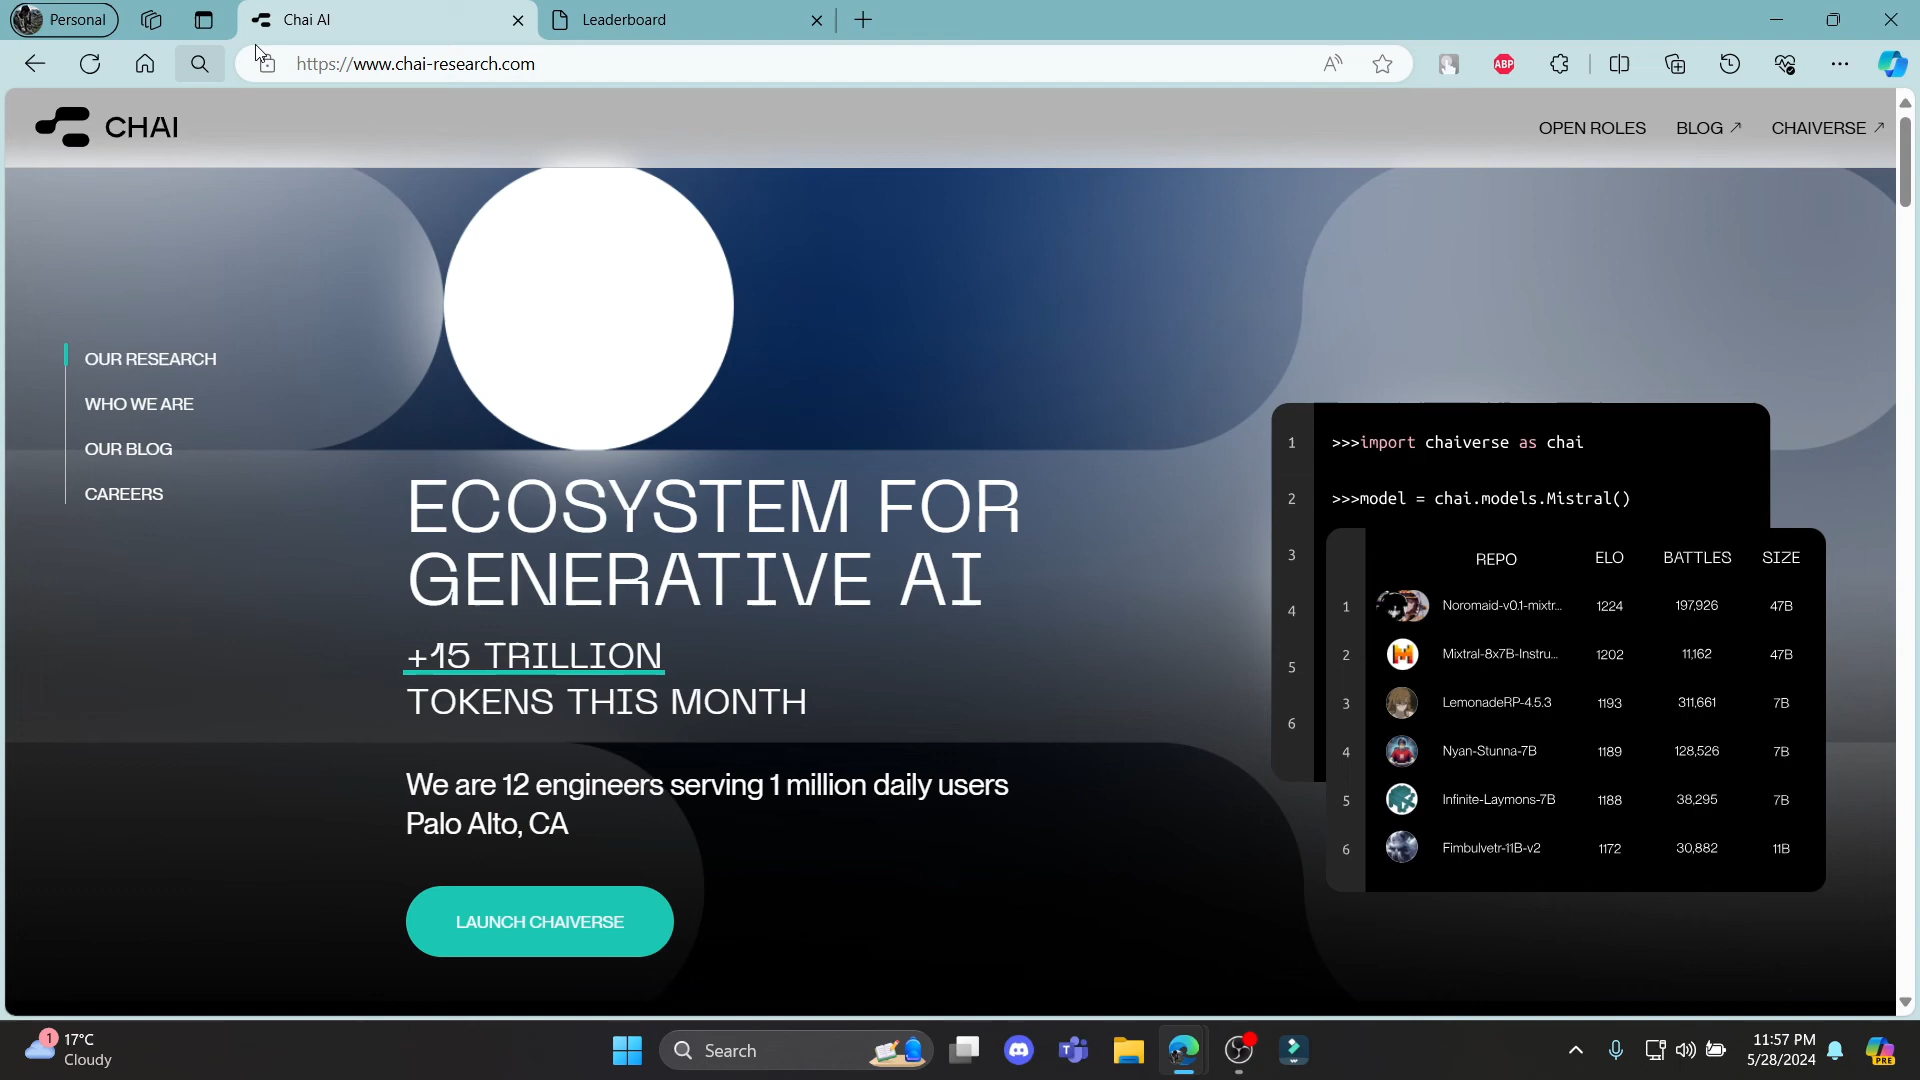 Personal
Chai AI
Leaderboard
https://www.chai-research.com
ABP
CHAI
OPEN ROLES
BLOG ↗
CHAIVERSE ↗
OUR RESEARCH
WHO WE ARE
OUR BLOG
CAREERS
ECOSYSTEM FOR
GENERATIVE AI
+15 TRILLION
TOKENS THIS MONTH
We are 12 engineers serving 1 million daily users
Palo Alto, CA
LAUNCH CHAIVERSE
1 >>>import chaiverse as chai
2 >>>model = chai.models.Mistral()
3
4
5
6
REPO ELO BATTLES SIZE
1 Noromaid-v0.1-mixtr... 1224 197,926 47B
2 Mixtral-8x7B-Instru... 1202 11,162 47B
3 LemonadeRP-4.5.3 1193 311,661 7B
4 Nyan-Stunna-7B 1189 128,526 7B
5 Infinite-Laymons-7B 1188 38,295 7B
6 Fimbulvetr-11B-v2 1172 30,882 11B
1
17°C
Cloudy
Search
11:57 PM
5/28/2024
PRE